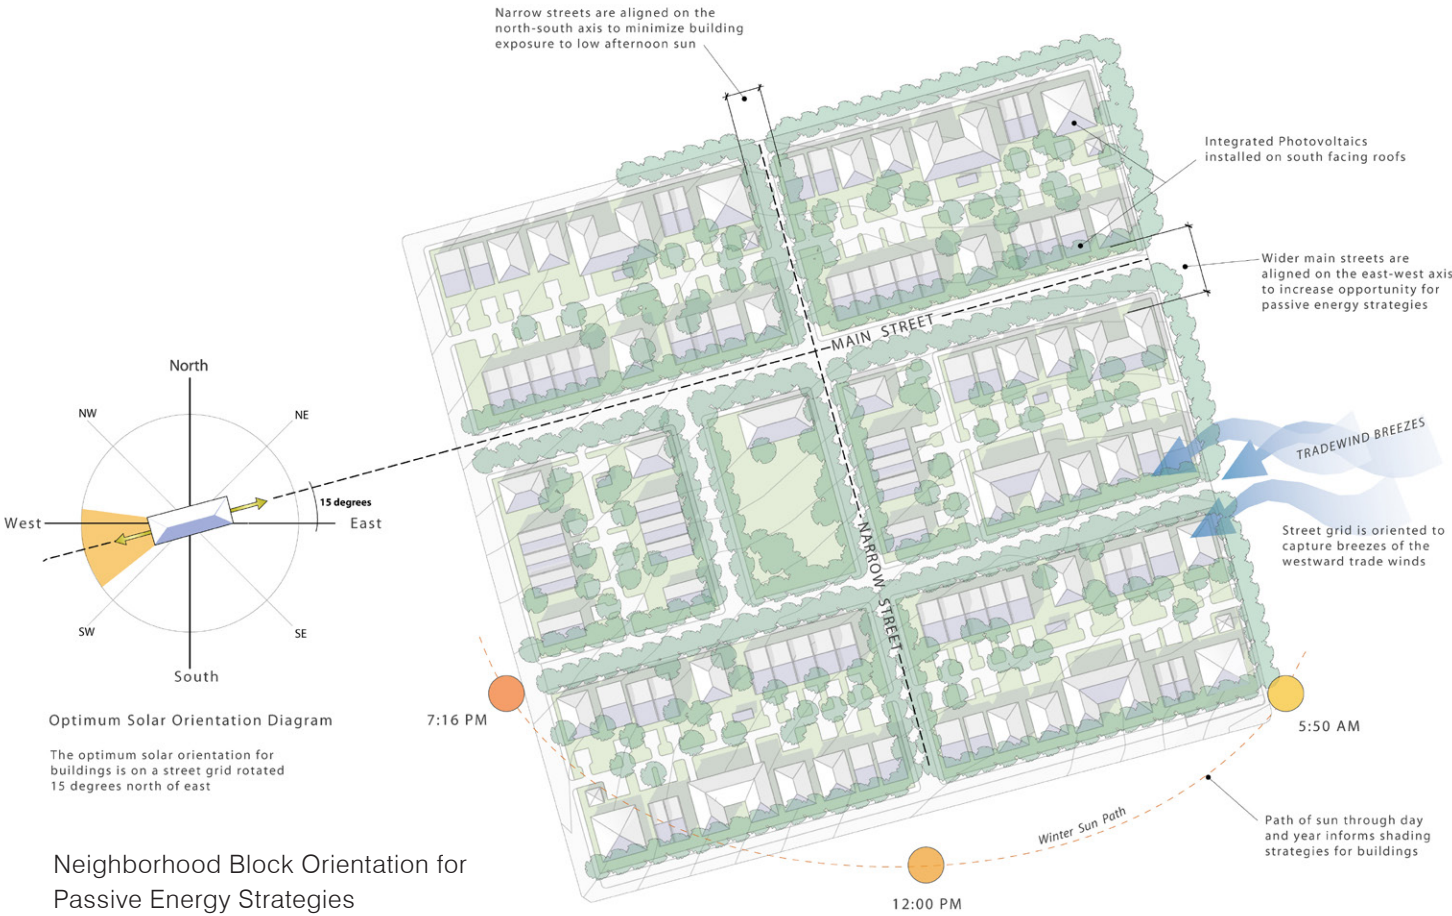 Narrow streets are aligned on the
north-south axis to minimize building
exposure to low afternoon sun
Integrated Photovoltaics
installed on south facing roofs
Wider main streets are
aligned on the east-west axis
to increase opportunity for
passive energy strategies
MAIN STREET
NARROW STREET
TRADEWIND BREEZES
Street grid is oriented to
capture breezes of the
westward trade winds
North
NW
NE
West
East
15 degrees
SW
SE
South
Optimum Solar Orientation Diagram
The optimum solar orientation for
buildings is on a street grid rotated
15 degrees north of east
7:16 PM
5:50 AM
Winter Sun Path
12:00 PM
Path of sun through day
and year informs shading
strategies for buildings
Neighborhood Block Orientation for
Passive Energy Strategies